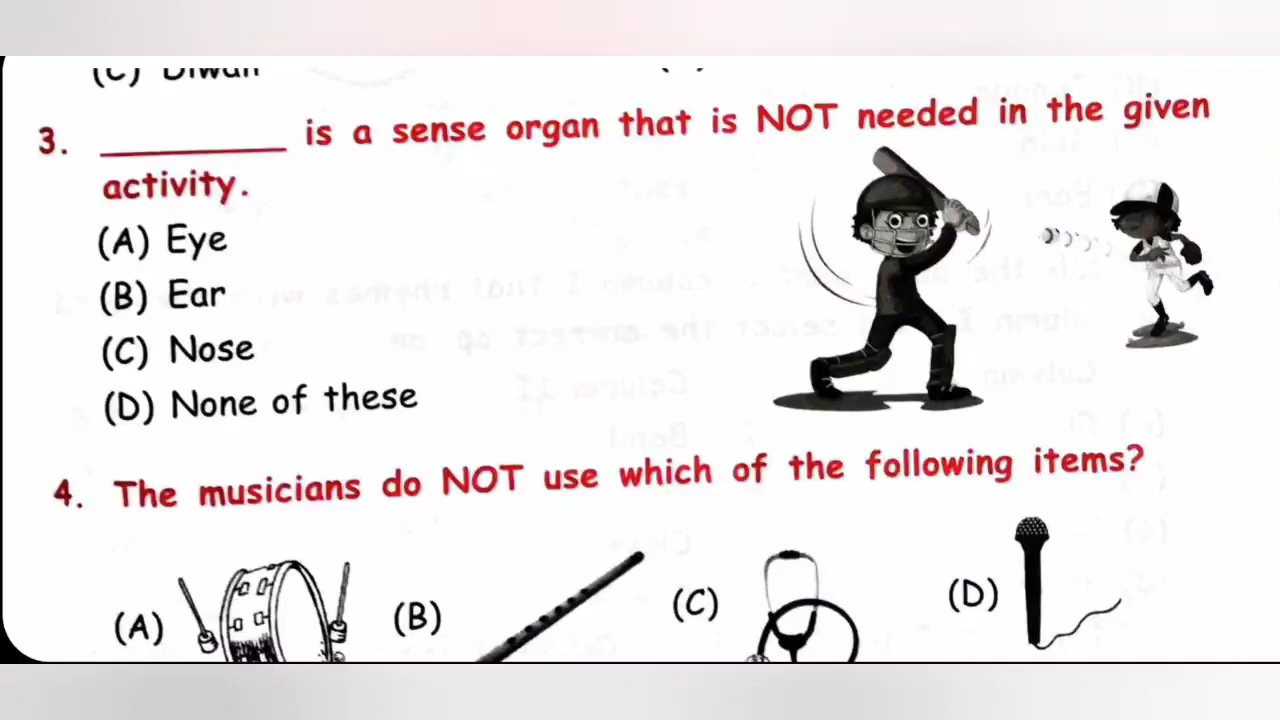 (C) Diwali
3. ________ is a sense organ that is NOT needed in the given
activity.
(A) Eye
(B) Ear
(C) Nose
(D) None of these
4. The musicians do NOT use which of the following items?
(A) (B) (C) (D)